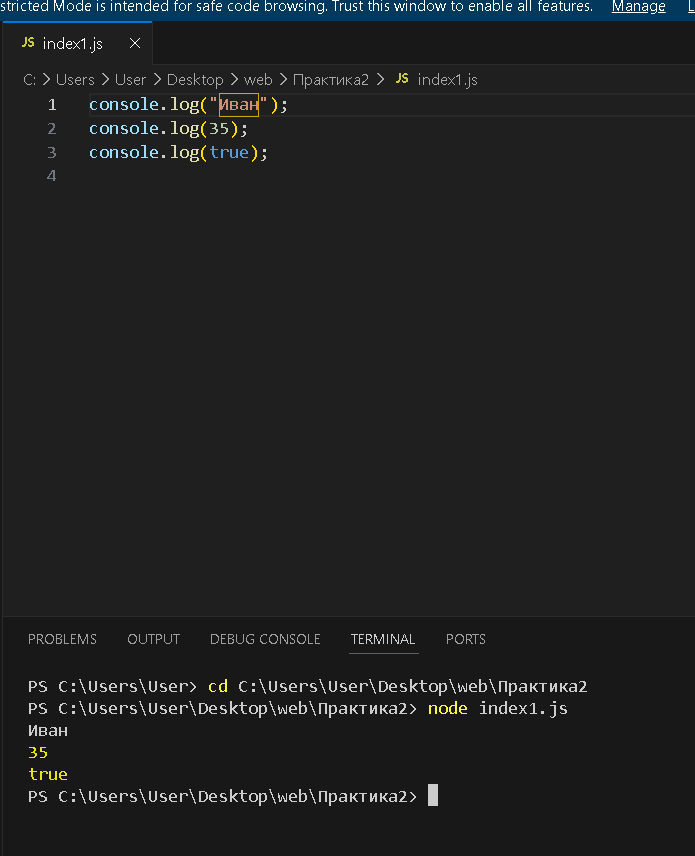 stricted Mode is intended for safe code browsing. Trust this window to enable all features. Manage L
JS index1.js
C: > Users > User > Desktop > web > Практика2 > JS index1.js
1 console.log("Иван");
2 console.log(35);
3 console.log(true);
4
PROBLEMS OUTPUT DEBUG CONSOLE TERMINAL PORTS
PS C:\Users\User> cd C:\Users\User\Desktop\web\Практика2
PS C:\Users\User\Desktop\web\Практика2> node index1.js
Иван
35
true
PS C:\Users\User\Desktop\web\Практика2>